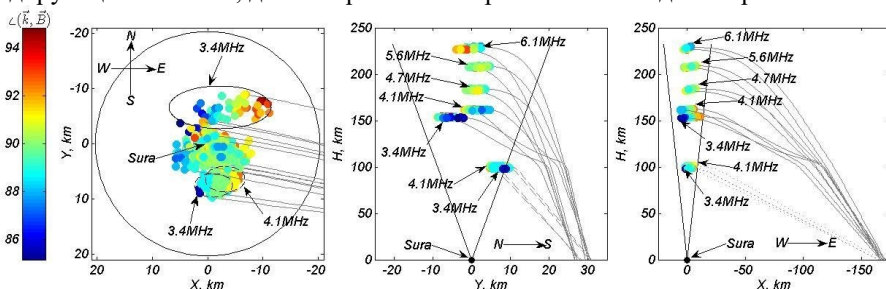 ∠(k⃗, B⃗)
94
92
90
88
86
Y, km
20
10
0
10
20
N
W
E
S
3.4MHz
Sura
3.4MHz
4.1MHz
20
10
0
-10
-20
X, km
H, km
250
200
150
100
50
0
6.1MHz
5.6MHz
4.7MHz
4.1MHz
3.4MHz
4.1MHz
3.4MHz
Sura
N
S
-20
-10
0
10
20
30
Y, km
H, km
250
200
150
100
50
0
6.1MHz
5.6MHz
4.7MHz
4.1MHz
3.4MHz
4.1MHz
3.4MHz
Sura
W
E
0
-50
-100
-150
X, km